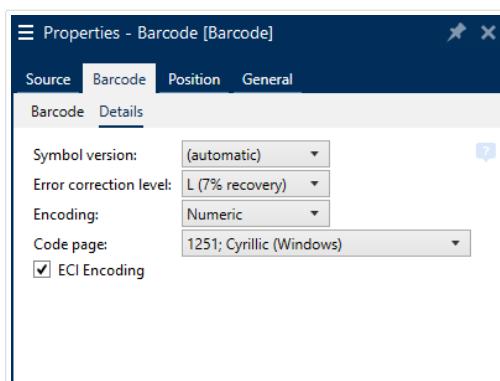 Properties - Barcode [Barcode]
Source Barcode Position General
Barcode Details
Symbol version: (automatic)
Error correction level: L (7% recovery)
Encoding: Numeric
Code page: 1251; Cyrillic (Windows)
ECI Encoding